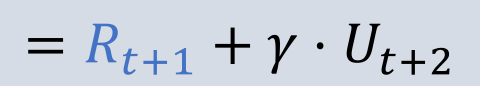 = R_{t+1} + γ · U_{t+2}